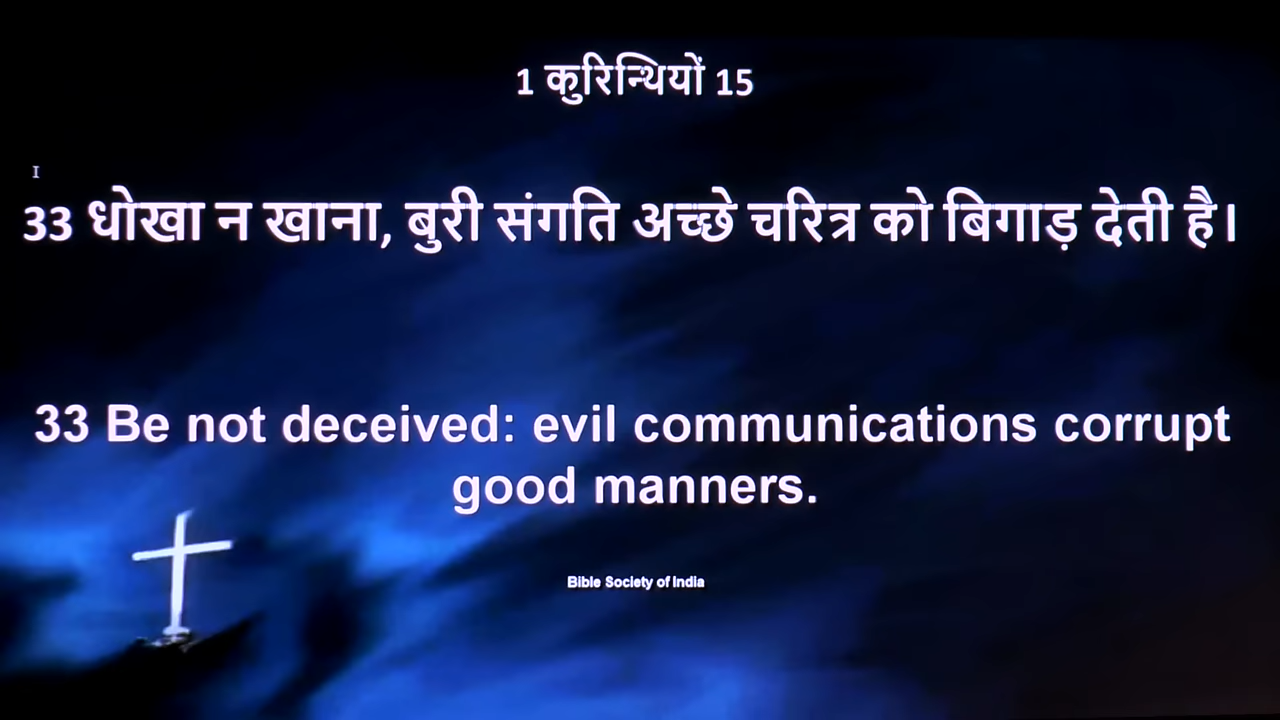 1 कुरिन्थियों 15
33 धोखा न खाना, बुरी संगति अच्छे चरित्र को बिगाड़ देती है।
33 Be not deceived: evil communications corrupt
good manners.
Bible Society of India